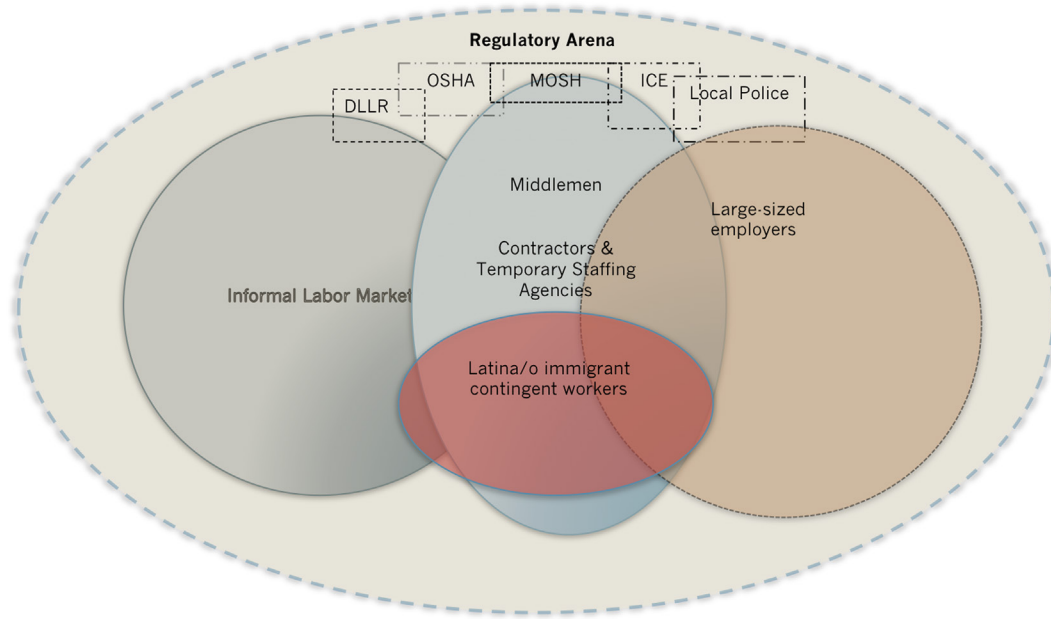 Regulatory Arena
OSHA
MOSH
ICE
Local Police
DLLR
Middlemen
Large-sized
employers
Contractors &
Temporary Staffing
Agencies
Informal Labor Market
Latina/o immigrant
contingent workers